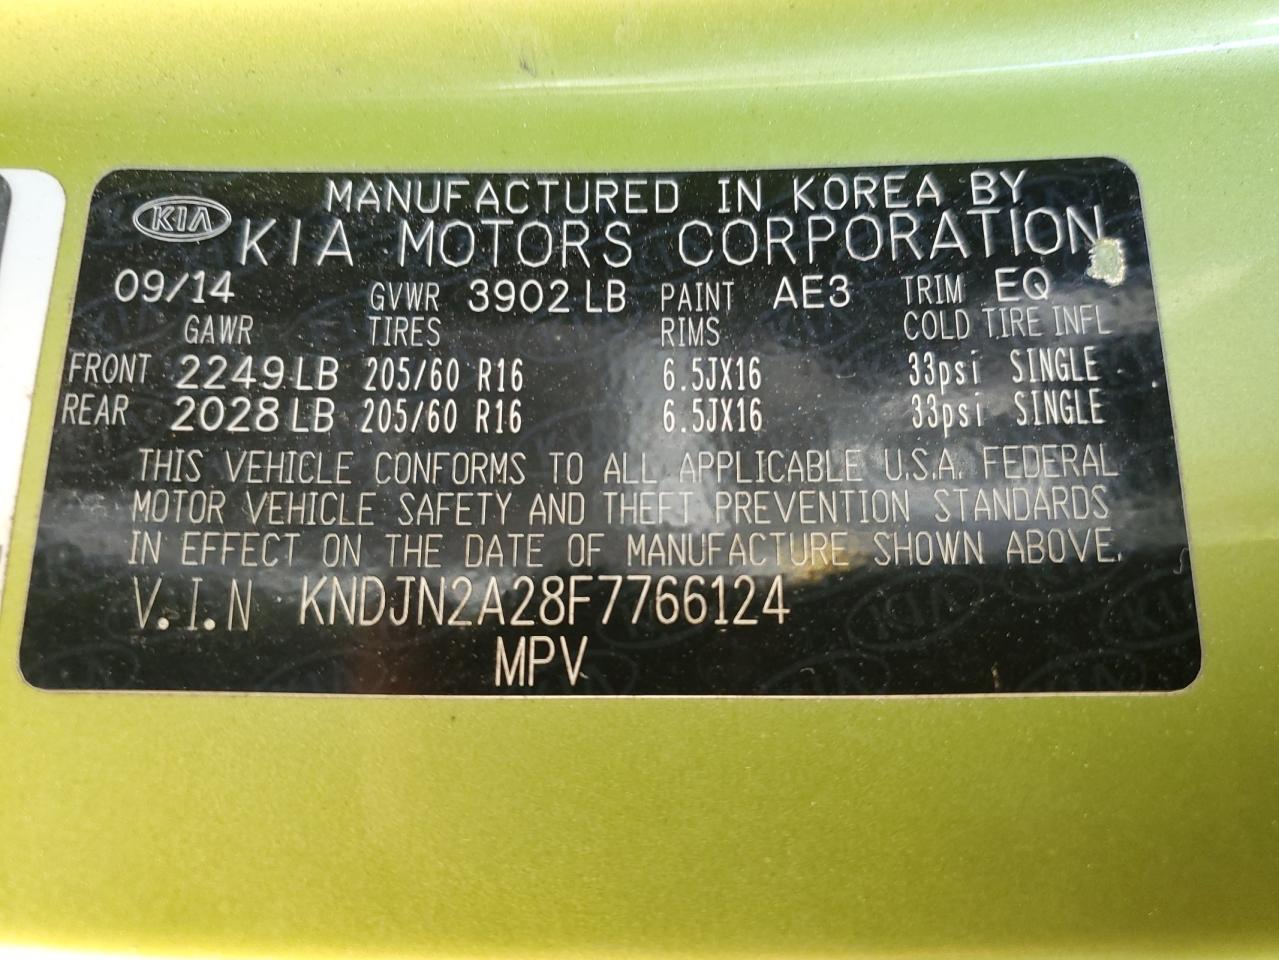 MANUFACTURED IN KOREA BY
KIA KIA MOTORS CORPORATION
09/14 GVWR 3902 LB PAINT AE3 TRIM EQ
GAWR TIRES RIMS COLD TIRE INFL
FRONT 2249 LB 205/60 R16 6.5JX16 33psi SINGLE
REAR 2028 LB 205/60 R16 6.5JX16 33psi SINGLE
THIS VEHICLE CONFORMS TO ALL APPLICABLE U.S.A. FEDERAL
MOTOR VEHICLE SAFETY AND THEFT PREVENTION STANDARDS
IN EFFECT ON THE DATE OF MANUFACTURE SHOWN ABOVE.
V.I.N KNDJN2A28F7766124
MPV